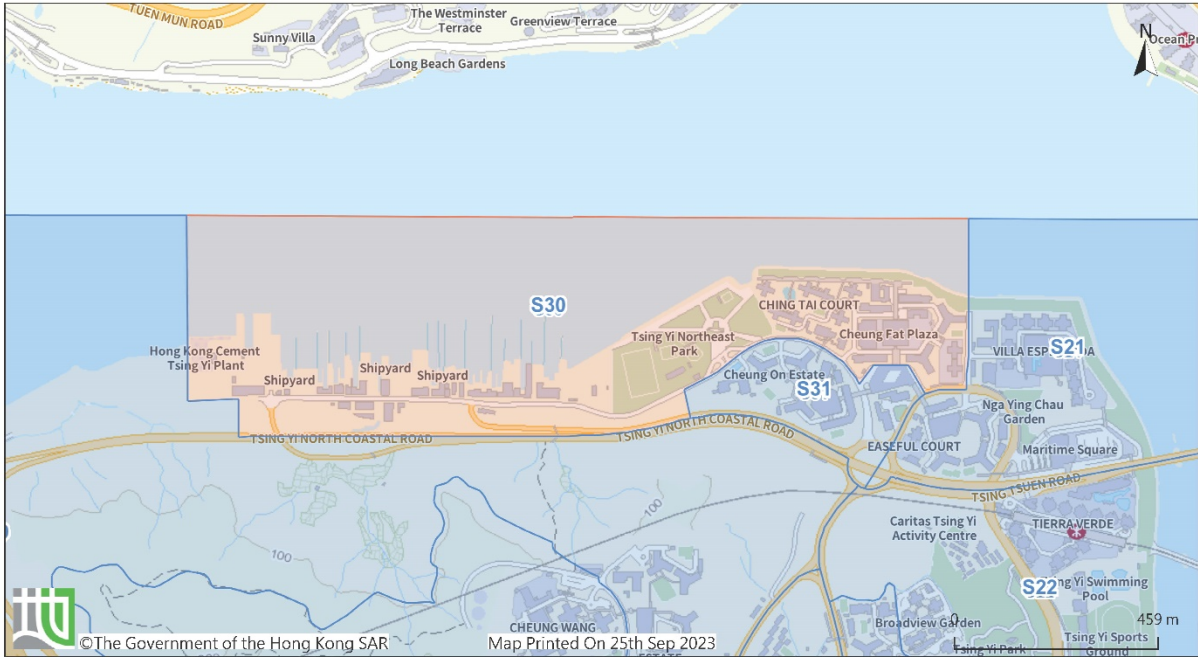 TUEN MUN ROAD
The Westminster
Terrace
Greenview Terrace
Sunny Villa
Long Beach Gardens
N
S30
CHING TAI COURT
Tsing Yi Northeast
Park
Cheung Fat Plaza
Hong Kong Cement
Tsing Yi Plant
Shipyard
Shipyard
Shipyard
VILLA
S21
Cheung On Estate
S31
Nga Ying Chau
Garden
TSING YI NORTH COASTAL ROAD
TSING YI NORTH COASTAL ROAD
EASEFUL COURT
Maritime Square
TSING TSUEN ROAD
100
100
Caritas Tsing Yi
Activity Centre
TIERRA VERDE
S22
Yi Swimming
Pool
CHEUNG WANG
ESTATE
Broadview Garden
0
459 m
Tsing Yi Park
Tsing Yi Sports
Ground
©The Government of the Hong Kong SAR
Map Printed On 25th Sep 2023